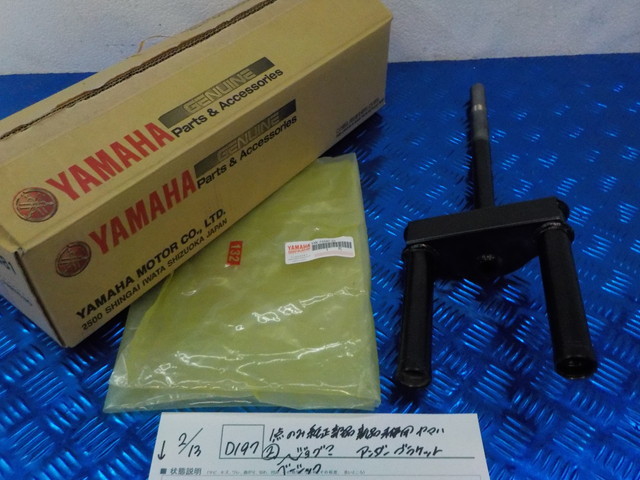 GENUINE
YAMAHA Parts & Accessories
GENUINE
YAMAHA Parts & Accessories
YAMAHA MOTOR CO., LTD.
2500 SHINGAI IWATA SHIZUOKA JAPAN
192
YAMAHA
↓ 2/13 D197 1点のみ 純正部品 新品未使用 ヤマハ
② ジョグ? アンダーブラケット
ベーシック
■ 状態説明